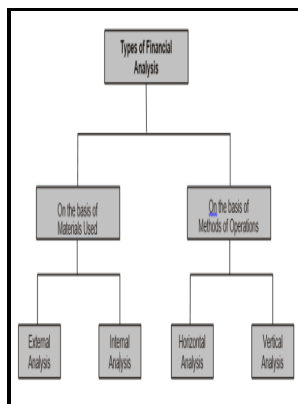 Types of Financial
Analysis
On the basis of
Materials Used
On the basis of
Methods of Operations
External
Analysis
Internal
Analysis
Horizontal
Analysis
Vertical
Analysis